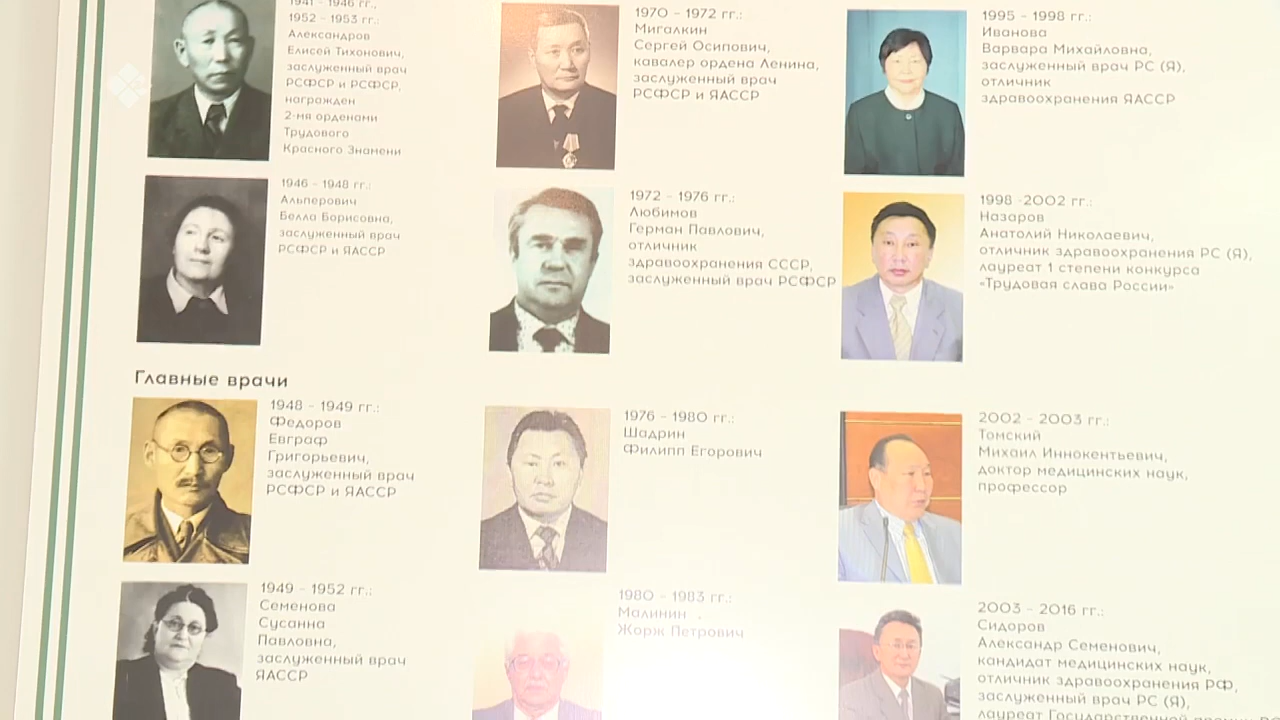 1941 - 1946 гг.,
1952 - 1953 гг.:
Александров
Елисей Тихонович,
заслуженный врач
РСФСР и РСФСР,
награжден
2-мя орденами
Трудового
Красного Знамени
1946 - 1948 гг.:
Альперович
Белла Борисовна,
заслуженный врач
РСФСР и ЯАССР
Главные врачи
1948 - 1949 гг.:
Федоров
Евграф
Григорьевич,
заслуженный врач
РСФСР и ЯАССР
1949 - 1952 гг.:
Семенова
Сусанна
Павловна,
заслуженный врач
ЯАССР
1970 - 1972 гг.:
Мигалкин
Сергей Осипович,
кавалер ордена Ленина,
заслуженный врач
РСФСР и ЯАССР
1972 - 1976 гг.:
Любимов
Герман Павлович,
отличник
здравоохранения СССР,
заслуженный врач РСФСР
1976 - 1980 гг.:
Шадрин
Филипп Егорович
1980 - 1983 гг.:
Малинин ,
Жорж Петрович
1995 - 1998 гг.:
Иванова
Варвара Михайловна,
заслуженный врач РС (Я),
отличник
здравоохранения ЯАССР
1998 -2002 гг.:
Назаров
Анатолий Николаевич,
отличник здравоохранения РС (Я),
лауреат 1 степени конкурса
«Трудовая слава России»
2002 - 2003 гг.:
Томский
Михаил Иннокентьевич,
доктор медицинских наук,
профессор
2003 - 2016 гг.:
Сидоров
Александр Семенович,
кандидат медицинских наук,
отличник здравоохранения РФ,
заслуженный врач РС (Я),
лауреат Государственной премии РС